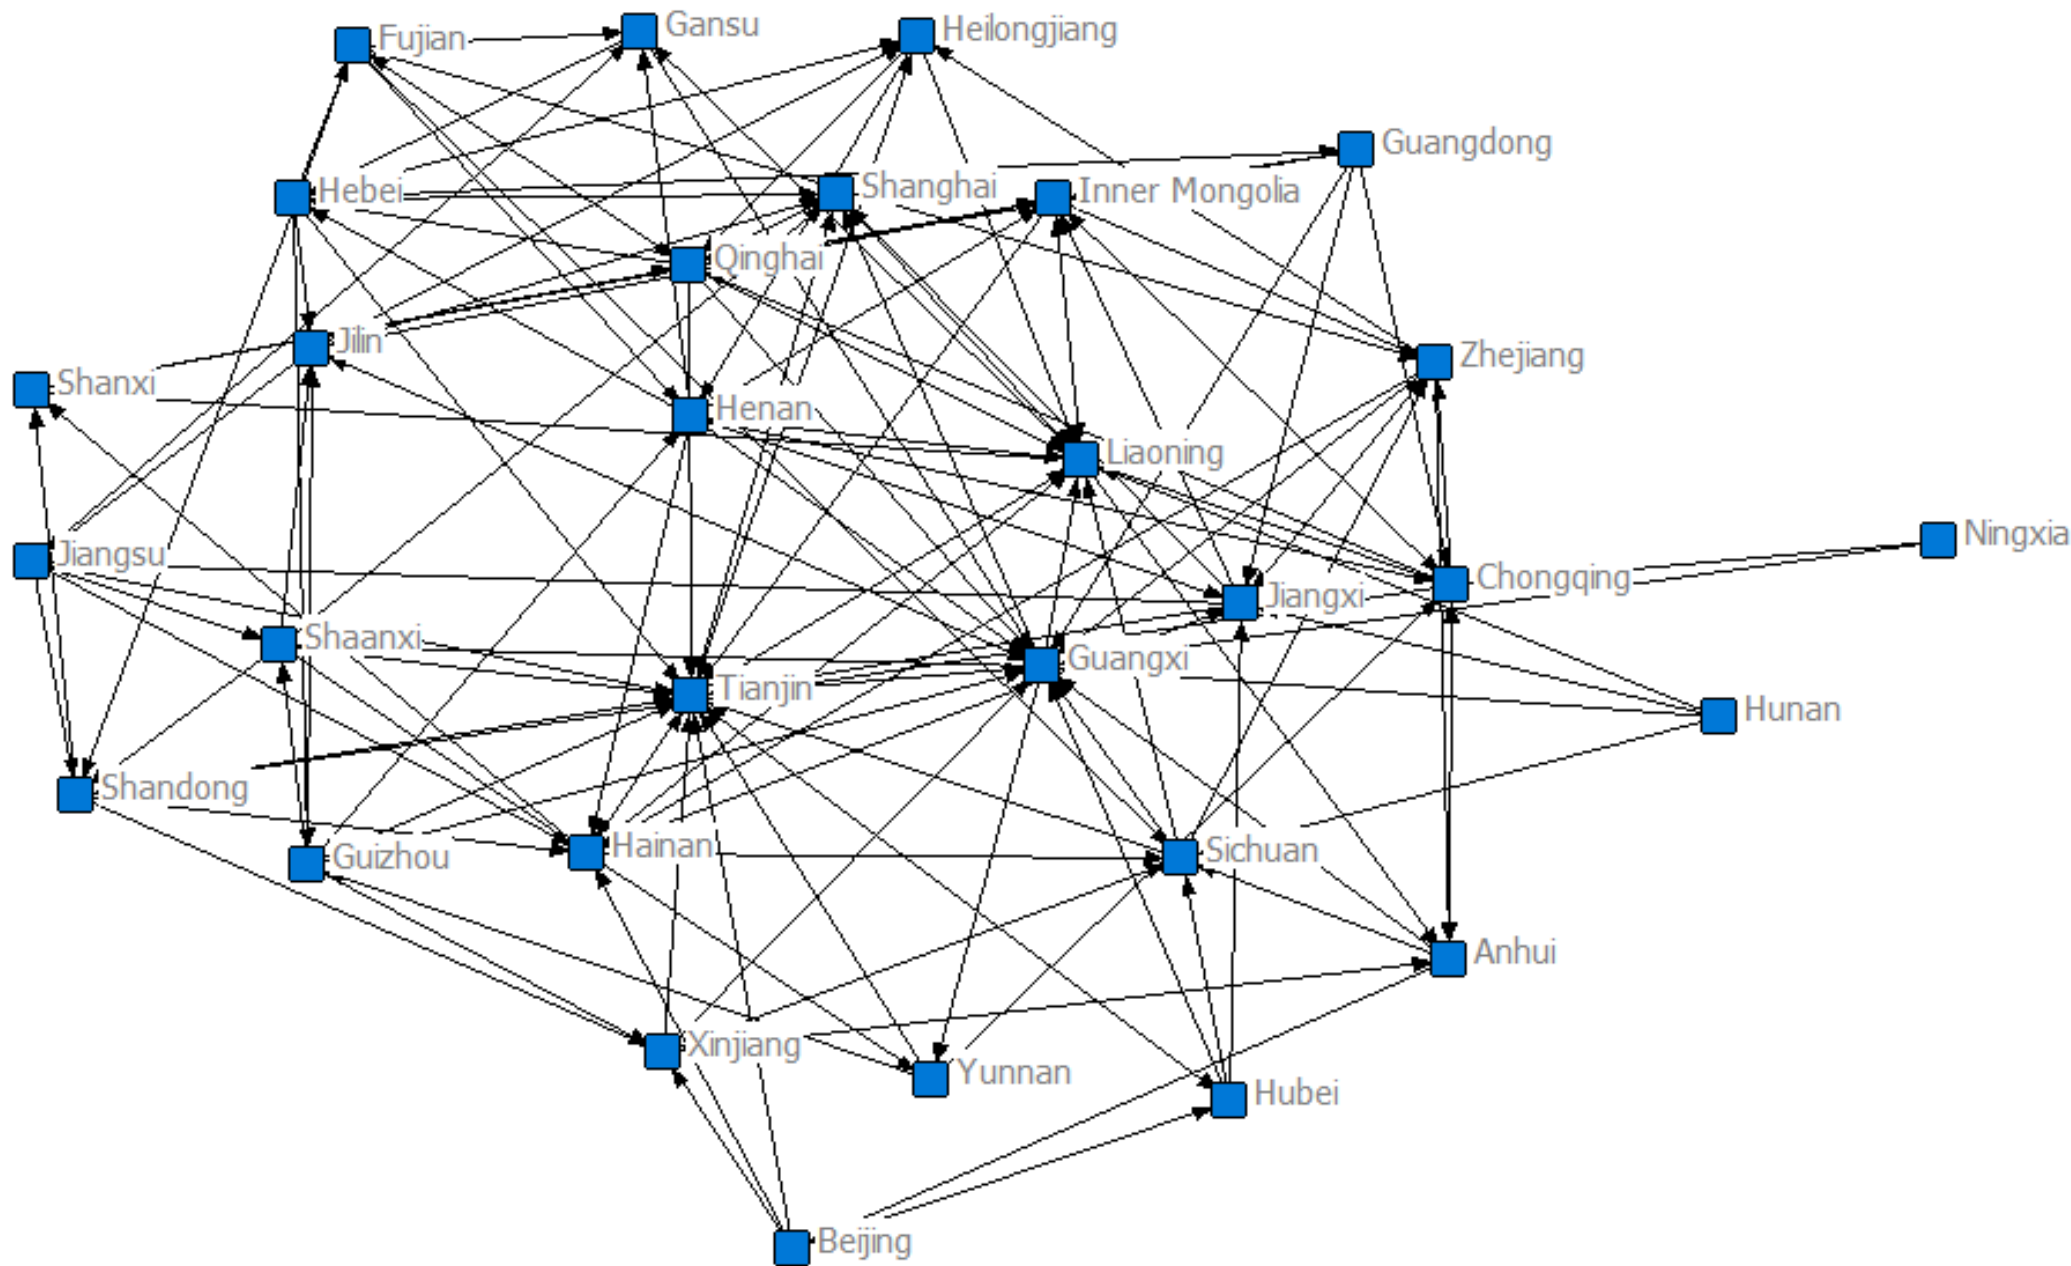 Fujian
Gansu
Heilongjiang
Guangdong
Hebei
Shanghai
Inner Mongolia
Qinghai
Jilin
Zhejiang
Shanxi
Henan
Liaoning
Ningxia
Jiangsu
Chongqing
Jiangxi
Shaanxi
Guangxi
Tianjin
Hunan
Shandong
Hainan
Guizhou
Sichuan
Anhui
Xinjiang
Yunnan
Hubei
Beijing